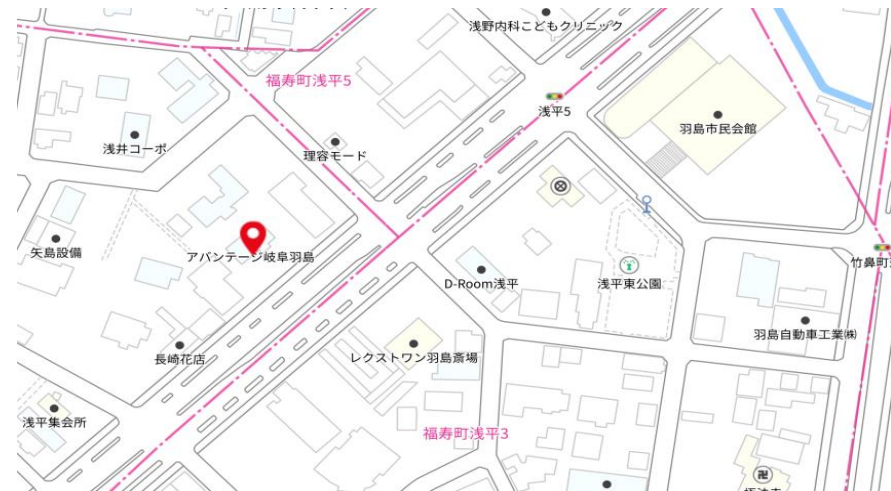 浅野内科こどもクリニック
福寿町浅平5
浅平5
羽島市民会館
浅井コーポ
理容モード
矢島設備
アバンテージ岐阜羽島
D-Room浅平
浅平東公園
竹鼻町
羽島自動車工業㈱
長崎花店
レクストワン羽島斎場
浅平集会所
福寿町浅平3
卍